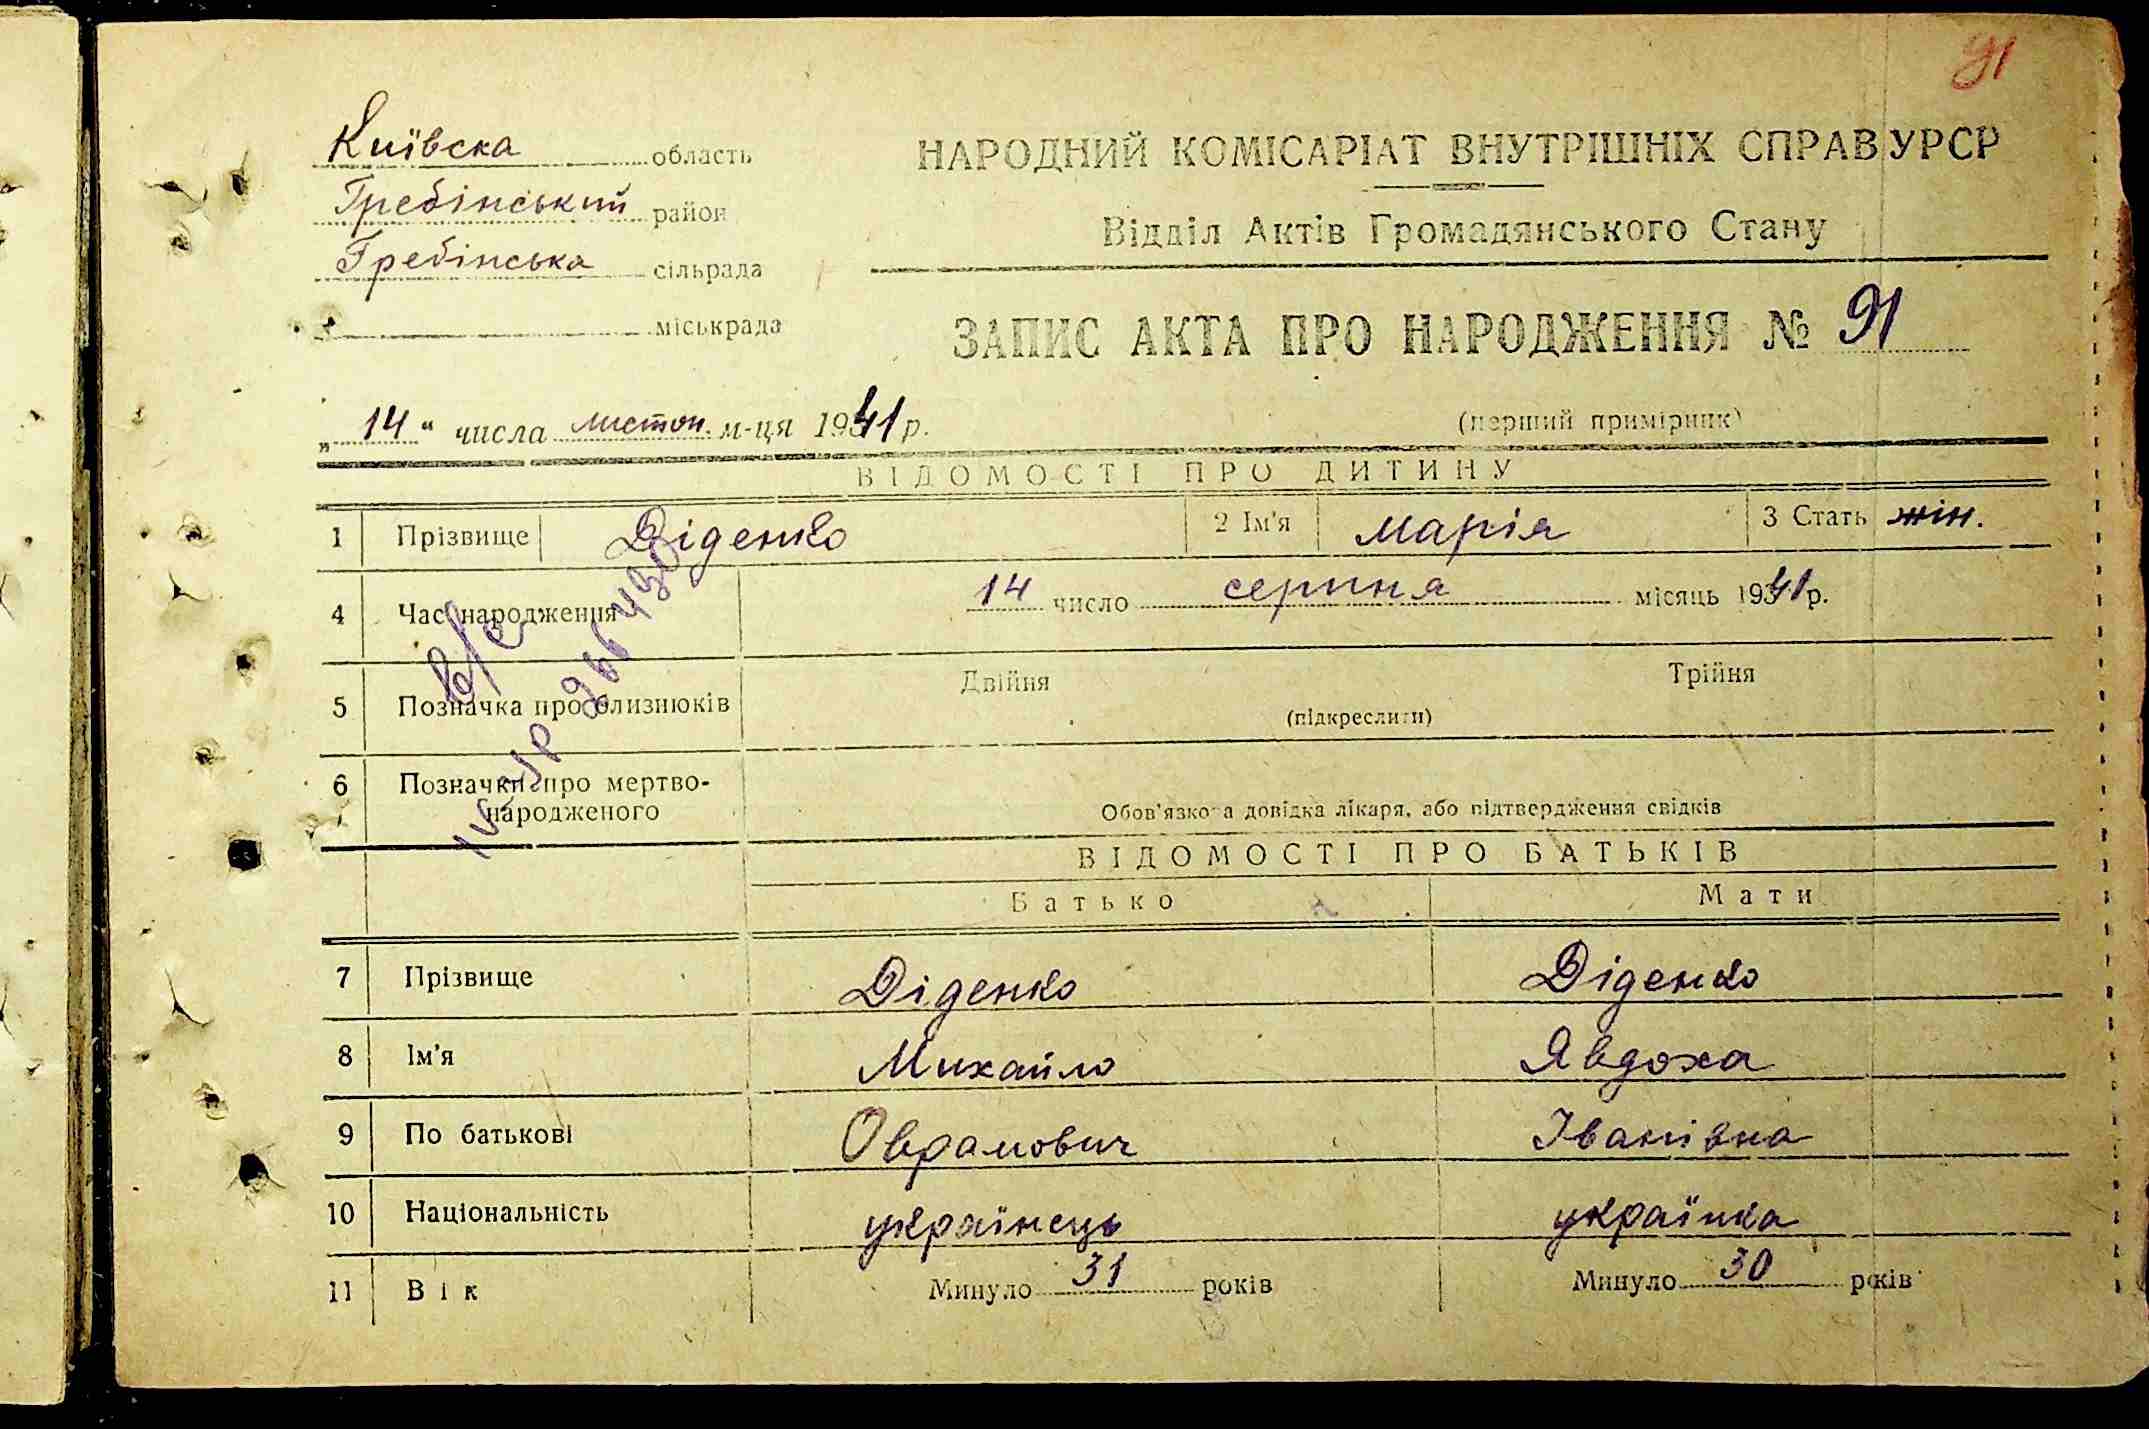 91
Київска область
Гребінський район
Гребінська сільрада
міськрада
НАРОДНИЙ КОМІСАРІАТ ВНУТРІШНІХ СПРАВ УРСР
Відділ Актів Громадянського Стану
ЗАПИС АКТА ПРО НАРОДЖЕННЯ № 91
„14“ числа листоп. м-ця 1941 р.
(перший примірник)
ВІДОМОСТІ ПРО ДИТИНУ
1 Прізвище Діденко 2 Ім'я Марія 3 Стать жін.
4 Час народження 14 число серпня місяць 1941 р.
5 Позначка про близнюків Двійня Трійня
(підкреслити)
6 Позначки про мертво-
народженого Обов'язкова довідка лікаря, або підтвердження свідків
ВІДОМОСТІ ПРО БАТЬКІВ
Батько Мати
7 Прізвище Діденко Діденко
8 Ім'я Михайло Явдоха
9 По батькові Оврамович Іванівна
10 Національність українець українка
11 Вік Минуло 31 років Минуло 30 років